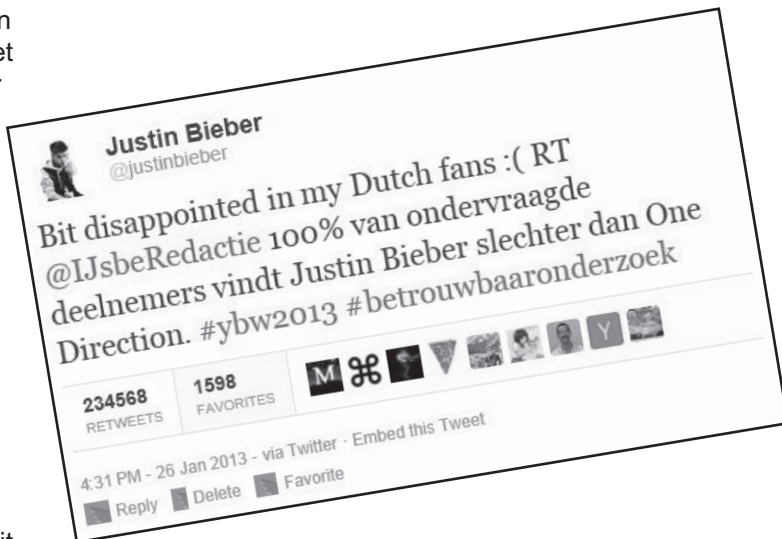 n
et
Justin Bieber
@justinbieber
Bit disappointed in my Dutch fans :( RT
@IJsbeRedactie 100% van ondervraagde
deelnemers vindt Justin Bieber slechter dan One
Direction. #ybw2013 #betrouwbaaronderzoek
234568
RETWEETS
1598
FAVORITES
M
Y
4:31 PM - 26 Jan 2013 - via Twitter · Embed this Tweet
Reply Delete Favorite
it